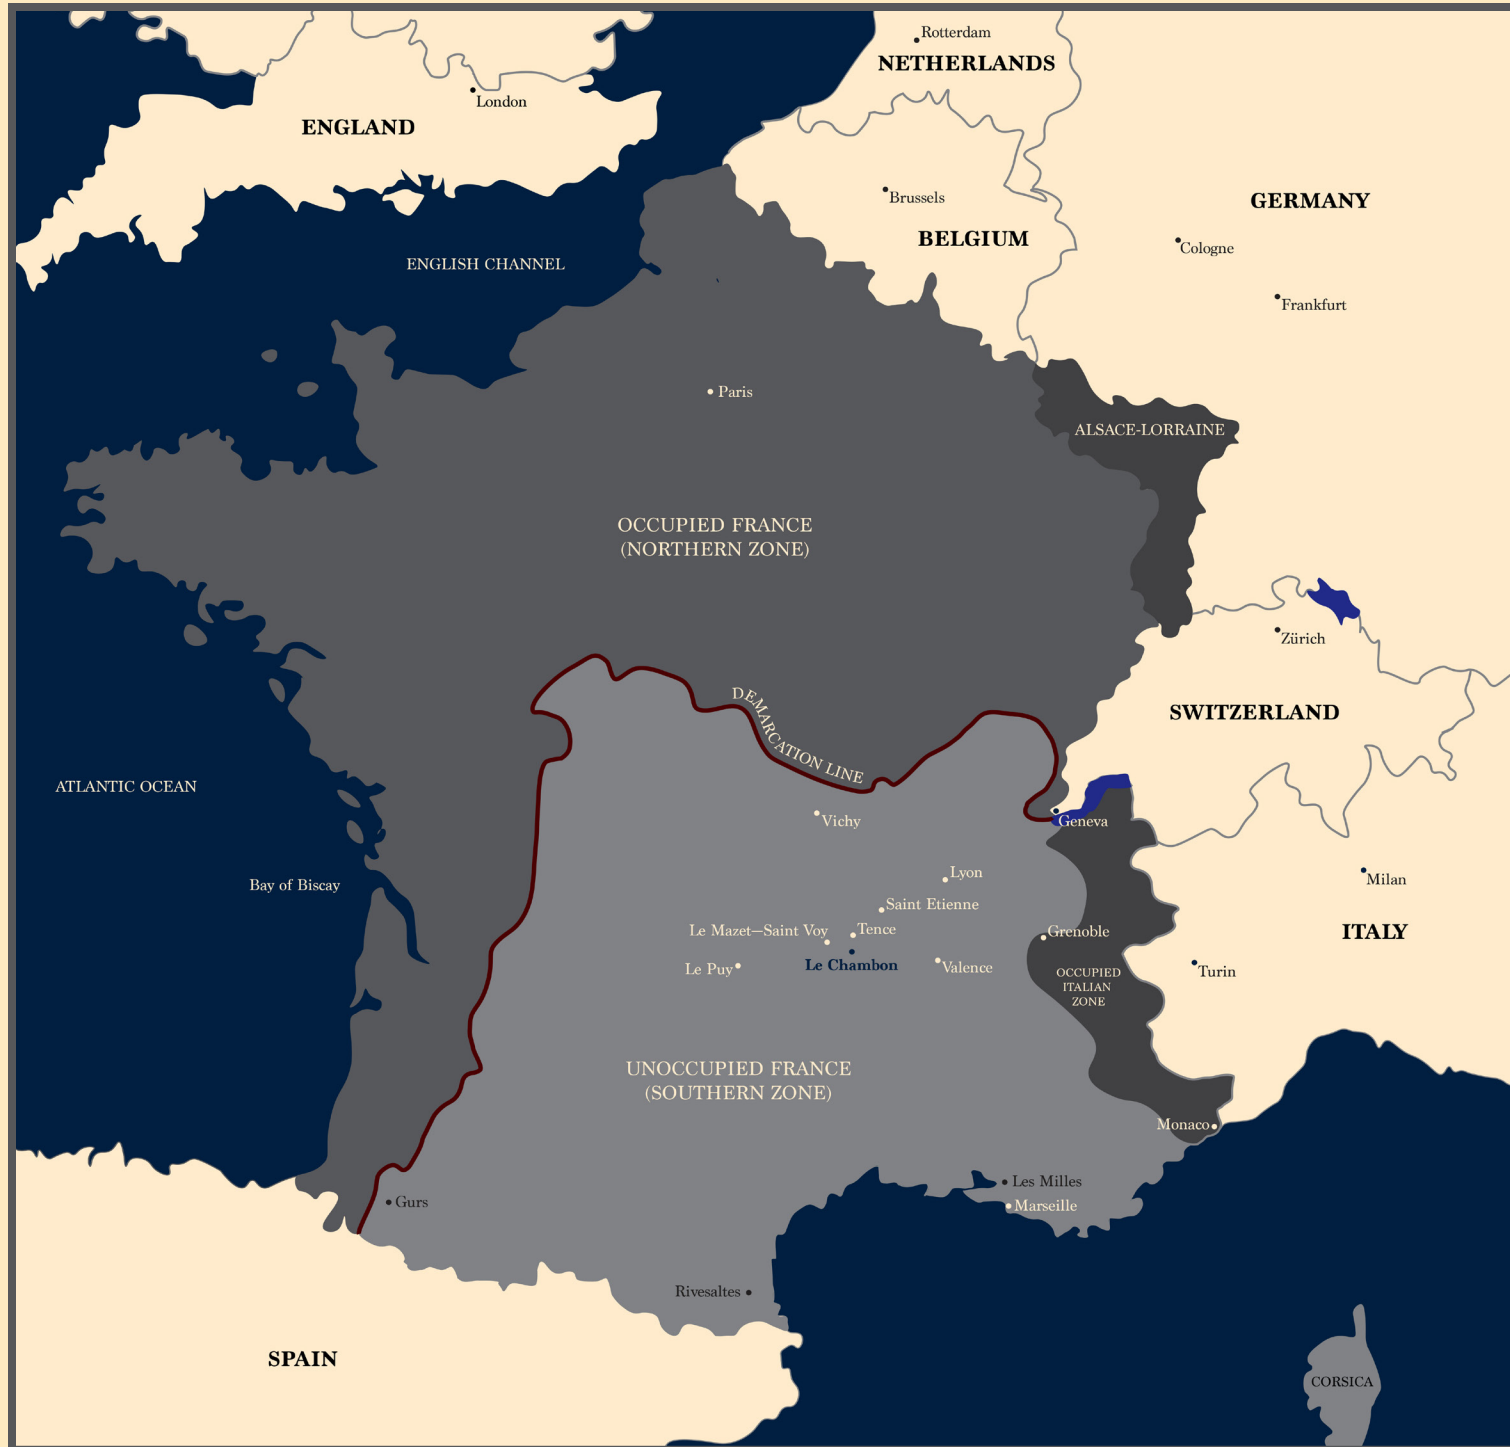 Rotterdam
NETHERLANDS
London
ENGLAND
Brussels
GERMANY
BELGIUM
Cologne
ENGLISH CHANNEL
Frankfurt
Paris
ALSACE-LORRAINE
OCCUPIED FRANCE
(NORTHERN ZONE)
Zürich
DEMARCATION LINE
SWITZERLAND
ATLANTIC OCEAN
Vichy
Geneva
Lyon
Milan
Bay of Biscay
Saint Etienne
Le Mazet—Saint Voy
Tence
Grenoble
ITALY
Le Puy
Le Chambon
Valence
OCCUPIED
ITALIAN
ZONE
Turin
UNOCCUPIED FRANCE
(SOUTHERN ZONE)
Monaco
Les Milles
Gurs
Marseille
Rivesaltes
SPAIN
CORSICA